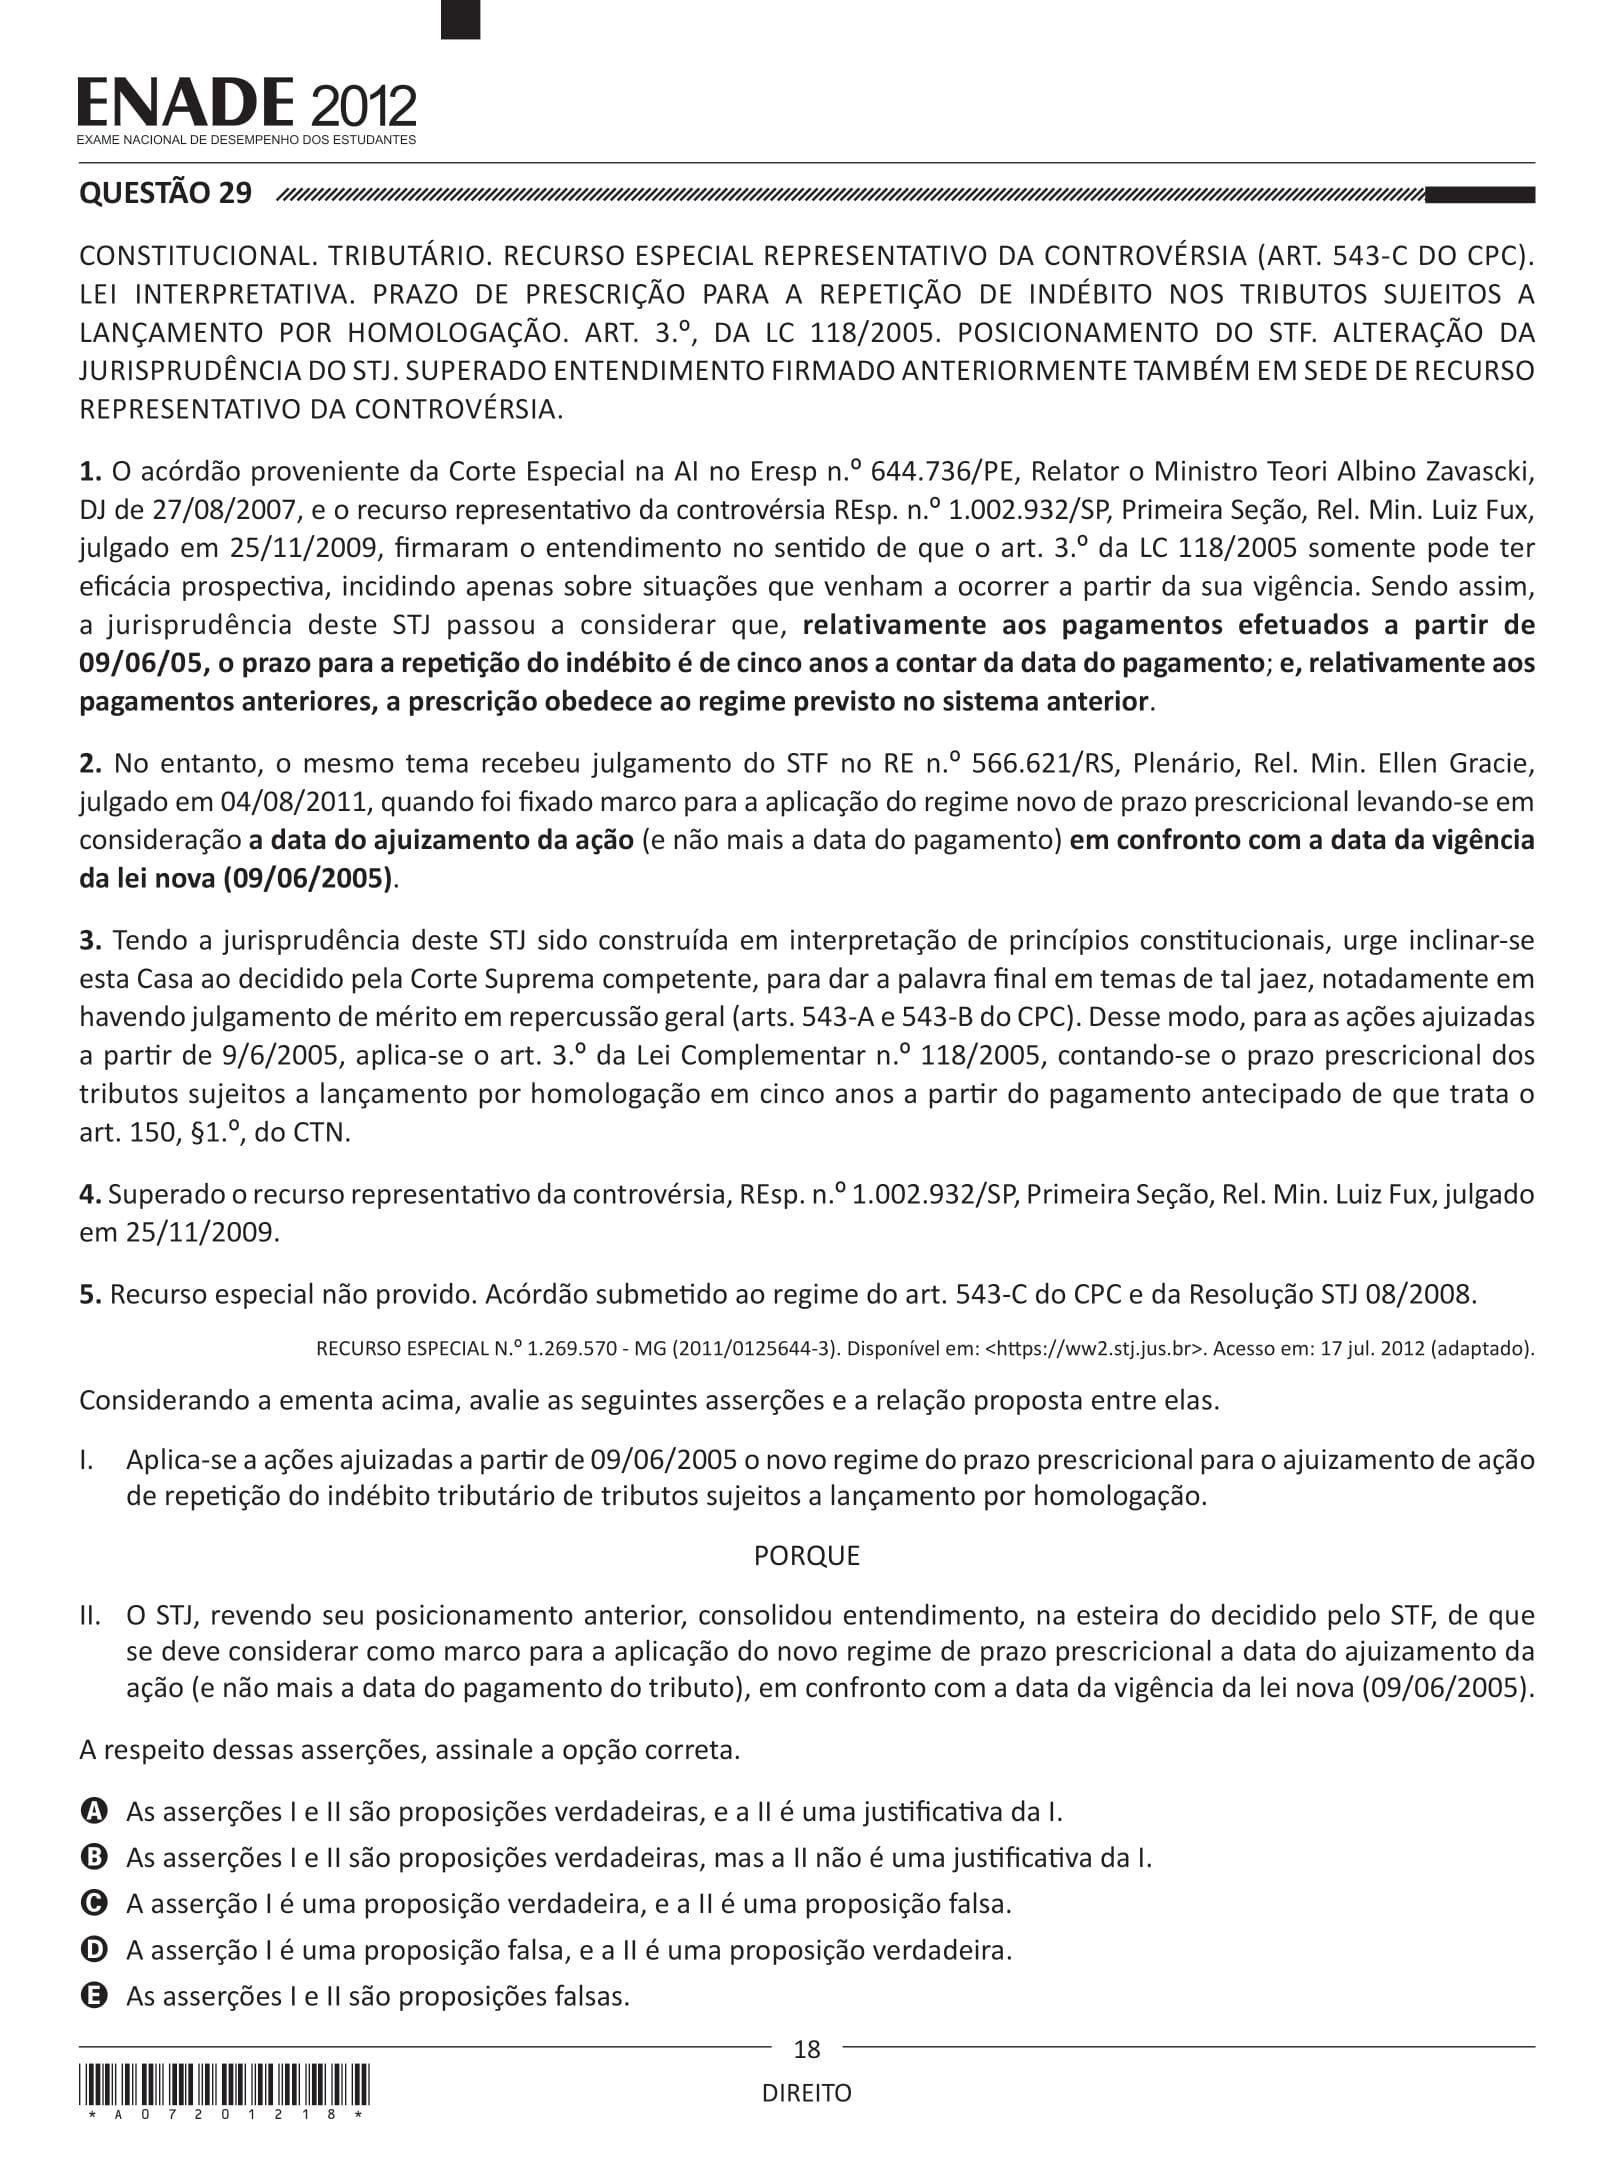 ENADE 2012
EXAME NACIONAL DE DESEMPENHO DOS ESTUDANTES
QUESTÃO 29
CONSTITUCIONAL. TRIBUTÁRIO. RECURSO ESPECIAL REPRESENTATIVO DA CONTROVÉRSIA (ART. 543-C DO CPC).
LEI INTERPRETATIVA. PRAZO DE PRESCRIÇÃO PARA A REPETIÇÃO DE INDÉBITO NOS TRIBUTOS SUJEITOS A
LANÇAMENTO POR HOMOLOGAÇÃO. ART. 3.º, DA LC 118/2005. POSICIONAMENTO DO STF. ALTERAÇÃO DA
JURISPRUDÊNCIA DO STJ. SUPERADO ENTENDIMENTO FIRMADO ANTERIORMENTE TAMBÉM EM SEDE DE RECURSO
REPRESENTATIVO DA CONTROVÉRSIA.
1. O acórdão proveniente da Corte Especial na AI no Eresp n.º 644.736/PE, Relator o Ministro Teori Albino Zavascki,
DJ de 27/08/2007, e o recurso representativo da controvérsia REsp. n.º 1.002.932/SP, Primeira Seção, Rel. Min. Luiz Fux,
julgado em 25/11/2009, firmaram o entendimento no sentido de que o art. 3.º da LC 118/2005 somente pode ter
eficácia prospectiva, incidindo apenas sobre situações que venham a ocorrer a partir da sua vigência. Sendo assim,
a jurisprudência deste STJ passou a considerar que, relativamente aos pagamentos efetuados a partir de
09/06/05, o prazo para a repetição do indébito é de cinco anos a contar da data do pagamento; e, relativamente aos
pagamentos anteriores, a prescrição obedece ao regime previsto no sistema anterior.
2. No entanto, o mesmo tema recebeu julgamento do STF no RE n.º 566.621/RS, Plenário, Rel. Min. Ellen Gracie,
julgado em 04/08/2011, quando foi fixado marco para a aplicação do regime novo de prazo prescricional levando-se em
consideração a data do ajuizamento da ação (e não mais a data do pagamento) em confronto com a data da vigência
da lei nova (09/06/2005).
3. Tendo a jurisprudência deste STJ sido construída em interpretação de princípios constitucionais, urge inclinar-se
esta Casa ao decidido pela Corte Suprema competente, para dar a palavra final em temas de tal jaez, notadamente em
havendo julgamento de mérito em repercussão geral (arts. 543-A e 543-B do CPC). Desse modo, para as ações ajuizadas
a partir de 9/6/2005, aplica-se o art. 3.º da Lei Complementar n.º 118/2005, contando-se o prazo prescricional dos
tributos sujeitos a lançamento por homologação em cinco anos a partir do pagamento antecipado de que trata o
art. 150, §1.º, do CTN.
4. Superado o recurso representativo da controvérsia, REsp. n.º 1.002.932/SP, Primeira Seção, Rel. Min. Luiz Fux, julgado
em 25/11/2009.
5. Recurso especial não provido. Acórdão submetido ao regime do art. 543-C do CPC e da Resolução STJ 08/2008.
RECURSO ESPECIAL N.º 1.269.570 - MG (2011/0125644-3). Disponível em: <https://ww2.stj.jus.br>. Acesso em: 17 jul. 2012 (adaptado).
Considerando a ementa acima, avalie as seguintes asserções e a relação proposta entre elas.
I. Aplica-se a ações ajuizadas a partir de 09/06/2005 o novo regime do prazo prescricional para o ajuizamento de ação
de repetição do indébito tributário de tributos sujeitos a lançamento por homologação.
PORQUE
II. O STJ, revendo seu posicionamento anterior, consolidou entendimento, na esteira do decidido pelo STF, de que
se deve considerar como marco para a aplicação do novo regime de prazo prescricional a data do ajuizamento da
ação (e não mais a data do pagamento do tributo), em confronto com a data da vigência da lei nova (09/06/2005).
A respeito dessas asserções, assinale a opção correta.
A As asserções I e II são proposições verdadeiras, e a II é uma justificativa da I.
B As asserções I e II são proposições verdadeiras, mas a II não é uma justificativa da I.
C A asserção I é uma proposição verdadeira, e a II é uma proposição falsa.
D A asserção I é uma proposição falsa, e a II é uma proposição verdadeira.
E As asserções I e II são proposições falsas.
18
DIREITO
* A 0 7 2 0 1 2 1 8 *